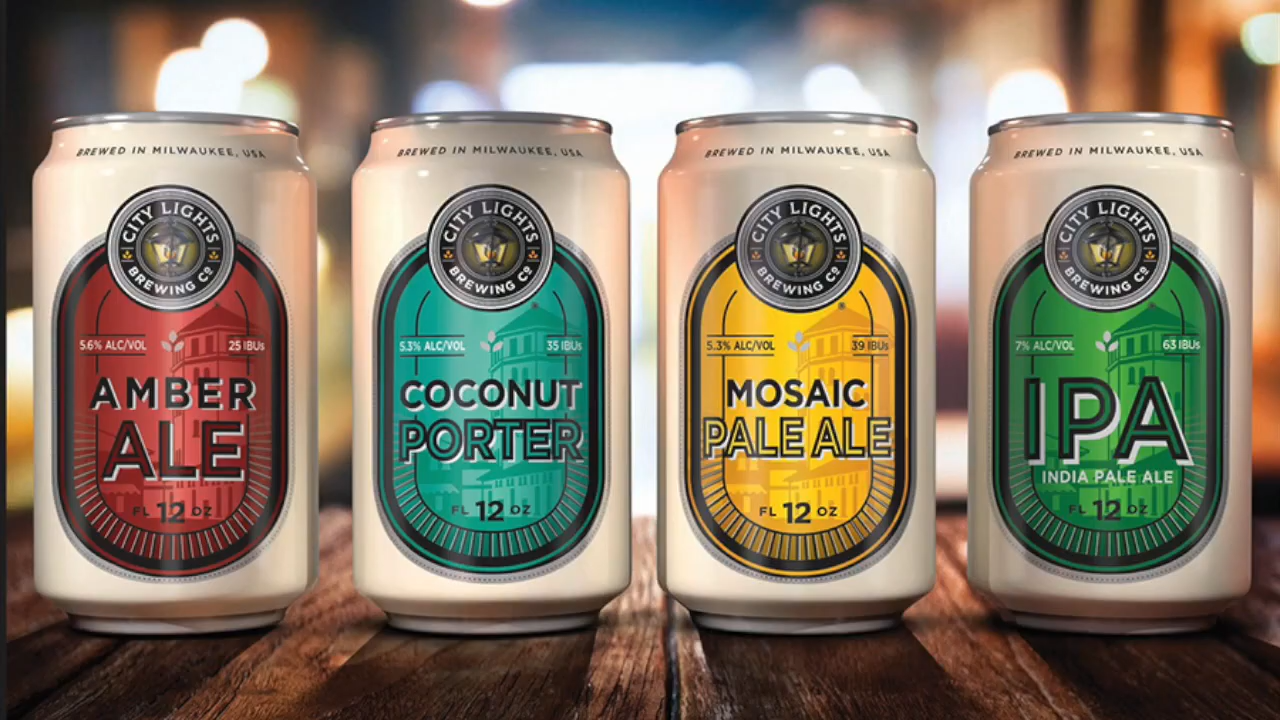 BREWED IN MILWAUKEE, USA
CITY LIGHTS
BREWING Cº
5.6% ALC/VOL
25 IBUs
AMBER
ALE
FL 12 OZ
BREWED IN MILWAUKEE, USA
CITY LIGHTS
BREWING Cº
5.3% ALC/VOL
35 IBUs
COCONUT
PORTER
FL 12 OZ
BREWED IN MILWAUKEE, USA
CITY LIGHTS
BREWING Cº
5.3% ALC/VOL
39 IBUs
MOSAIC
PALE ALE
FL 12 OZ
BREWED IN MILWAUKEE, USA
CITY LIGHTS
BREWING Cº
7% ALC/VOL
63 IBUs
IPA
INDIA PALE ALE
FL 12 OZ